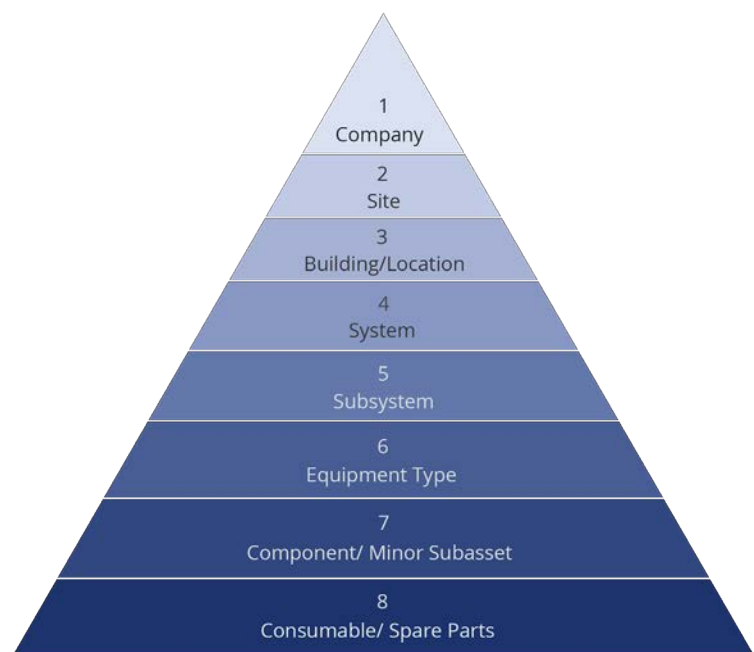 1
Company
2
Site
3
Building/Location
4
System
5
Subsystem
6
Equipment Type
7
Component/ Minor Subasset
8
Consumable/ Spare Parts